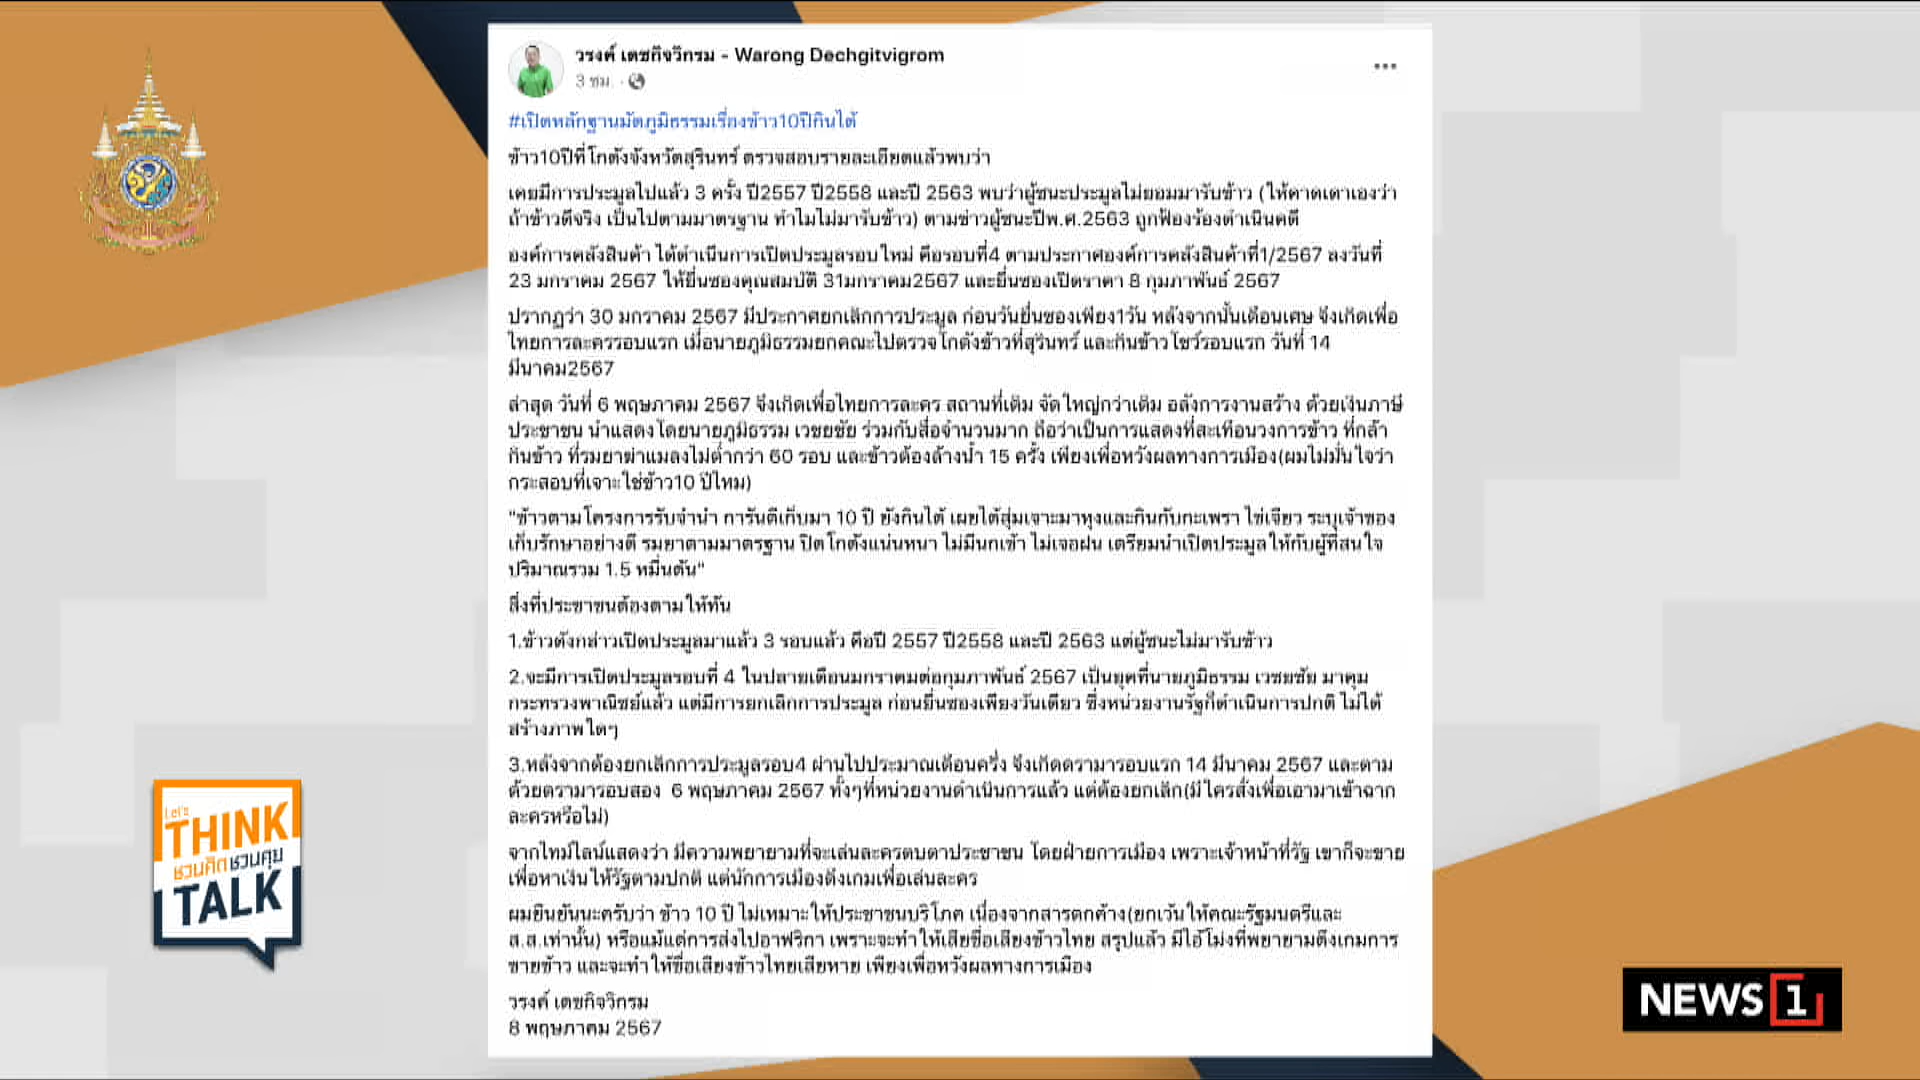 วรงค์ เดชกิจวิกรม - Warong Dechgitvigrom
3 ชม.
#เปิดหลักฐานมัดภูมิธรรมเรื่องข้าว10ปีกินได้
ข้าว10ปีที่โกดังจังหวัดสุรินทร์ ตรวจสอบรายละเอียดแล้วพบว่า
เคยมีการประมูลไปแล้ว 3 ครั้ง ปี2557 ปี2558 และปี 2563 พบว่าผู้ชนะประมูลไม่ยอมมารับข้าว (ให้คาดเดาเองว่า
ถ้าข้าวดีจริง เป็นไปตามมาตรฐาน ทำไมไม่มารับข้าว) ตามข่าวผู้ชนะปีพ.ศ.2563 ถูกฟ้องร้องดำเนินคดี
องค์การคลังสินค้า ได้ดำเนินการเปิดประมูลรอบใหม่ คือรอบที่4 ตามประกาศองค์การคลังสินค้าที่1/2567 ลงวันที่
23 มกราคม 2567 ให้ยื่นซองคุณสมบัติ 31มกราคม2567 และยื่นซองเปิดราคา 8 กุมภาพันธ์ 2567
ปรากฏว่า 30 มกราคม 2567 มีประกาศยกเลิกการประมูล ก่อนวันยื่นซองเพียง1วัน หลังจากนั้นเดือนเศษ จึงเกิดเพื่อ
ไทยการละครรอบแรก เมื่อนายภูมิธรรมยกคณะไปตรวจโกดังข้าวที่สุรินทร์ และกินข้าวโชว์รอบแรก วันที่ 14
มีนาคม2567
ล่าสุด วันที่ 6 พฤษภาคม 2567 จึงเกิดเพื่อไทยการละคร สถานที่เดิม จัดใหญ่กว่าเดิม อลังการงานสร้าง ด้วยเงินภาษี
ประชาชน นำแสดงโดยนายภูมิธรรม เวชยชัย ร่วมกับสื่อจำนวนมาก ถือว่าเป็นการแสดงที่สะเทือนวงการข้าว ที่กล้า
กินข้าว ที่รมยาฆ่าแมลงไม่ต่ำกว่า 60 รอบ และข้าวต้องล้างน้ำ 15 ครั้ง เพียงเพื่อหวังผลทางการเมือง(ผมไม่มั่นใจว่า
กระสอบที่เจาะใช่ข้าว10 ปีไหม)
"ข้าวตามโครงการรับจำนำ การันตีเก็บมา 10 ปี ยังกินได้ เผยได้สุ่มเจาะมาหุงและกินกับกะเพรา ไข่เจียว ระบุเจ้าของ
เก็บรักษาอย่างดี รมยาตามมาตรฐาน ปิดโกดังแน่นหนา ไม่มีนกเข้า ไม่เจอฝน เตรียมนำเปิดประมูลให้กับผู้ที่สนใจ
ปริมาณรวม 1.5 หมื่นตัน"
สิ่งที่ประชาชนต้องตามให้ทัน
1.ข้าวดังกล่าวเปิดประมูลมาแล้ว 3 รอบแล้ว คือปี 2557 ปี2558 และปี 2563 แต่ผู้ชนะไม่มารับข้าว
2.จะมีการเปิดประมูลรอบที่ 4 ในปลายเดือนมกราคมต่อกุมภาพันธ์ 2567 เป็นยุคที่นายภูมิธรรม เวชยชัย มาคุม
กระทรวงพาณิชย์แล้ว แต่มีการยกเลิกการประมูล ก่อนยื่นซองเพียงวันเดียว ซึ่งหน่วยงานรัฐก็ดำเนินการปกติ ไม่ได้
สร้างภาพใดๆ
3.หลังจากต้องยกเลิกการประมูลรอบ4 ผ่านไปประมาณเดือนครึ่ง จึงเกิดดรามารอบแรก 14 มีนาคม 2567 และตาม
ด้วยดรามารอบสอง 6 พฤษภาคม 2567 ทั้งๆที่หน่วยงานดำเนินการแล้ว แต่ต้องยกเลิก(มีใครสั่งเพื่อเอามาเข้าฉาก
ละครหรือไม่)
จากไทม์ไลน์แสดงว่า มีความพยายามที่จะเล่นละครตบตาประชาชน โดยฝ่ายการเมือง เพราะเจ้าหน้าที่รัฐ เขาก็จะขาย
เพื่อหาเงินให้รัฐตามปกติ แต่นักการเมืองดึงเกมเพื่อเล่นละคร
ผมยืนยันนะครับว่า ข้าว 10 ปี ไม่เหมาะให้ประชาชนบริโภค เนื่องจากสารตกค้าง(ยกเว้นให้คณะรัฐมนตรีและ
ส.ส.เท่านั้น) หรือแม้แต่การส่งไปอาฟริกา เพราะจะทำให้เสียชื่อเสียงข้าวไทย สรุปแล้ว มีไอ้โม่งที่พยายามดึงเกมการ
ขายข้าว และจะทำให้ชื่อเสียงข้าวไทยเสียหาย เพียงเพื่อหวังผลทางการเมือง
วรงค์ เดชกิจวิกรม
8 พฤษภาคม 2567
Let's
THINK
ชวนคิดชวนคุย
TALK
NEWS 1